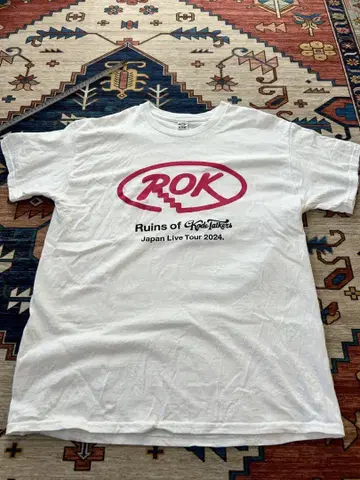 ROK
Ruins of Kode Talkers
Japan Live Tour 2024.